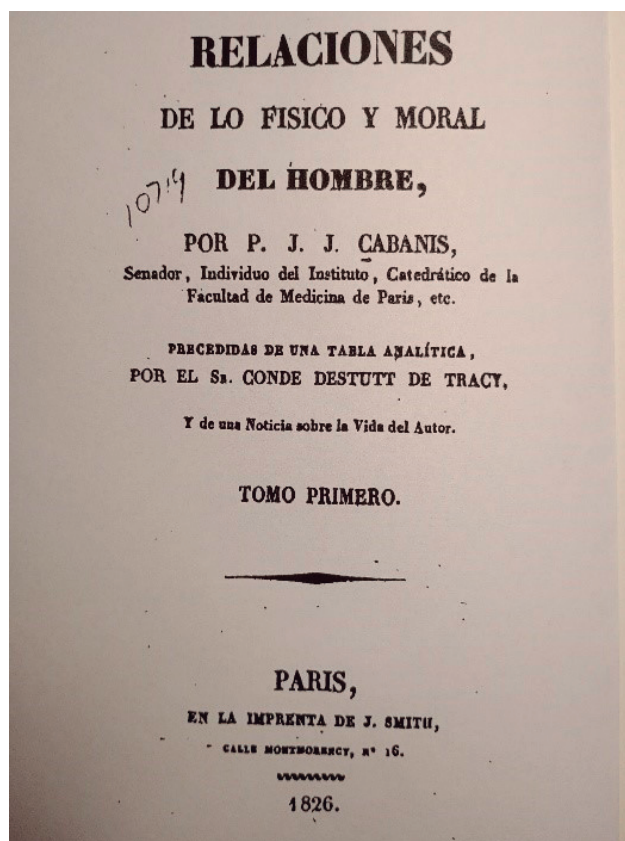 RELACIONES
DE LO FISICO Y MORAL
DEL HOMBRE,
POR P. J. J. CABANIS,
Senador, Individuo del Instituto, Catedrático de la
Facultad de Medicina de Paris, etc.
PRECEDIDAS DE UNA TABLA ANALÍTICA,
POR EL SR. CONDE DESTUTT DE TRACY,
Y de una Noticia sobre la Vida del Autor.
TOMO PRIMERO.
PARIS,
EN LA IMPRENTA DE J. SMITH,
CALLE MONTMORENCY, Nº 16.
1826.